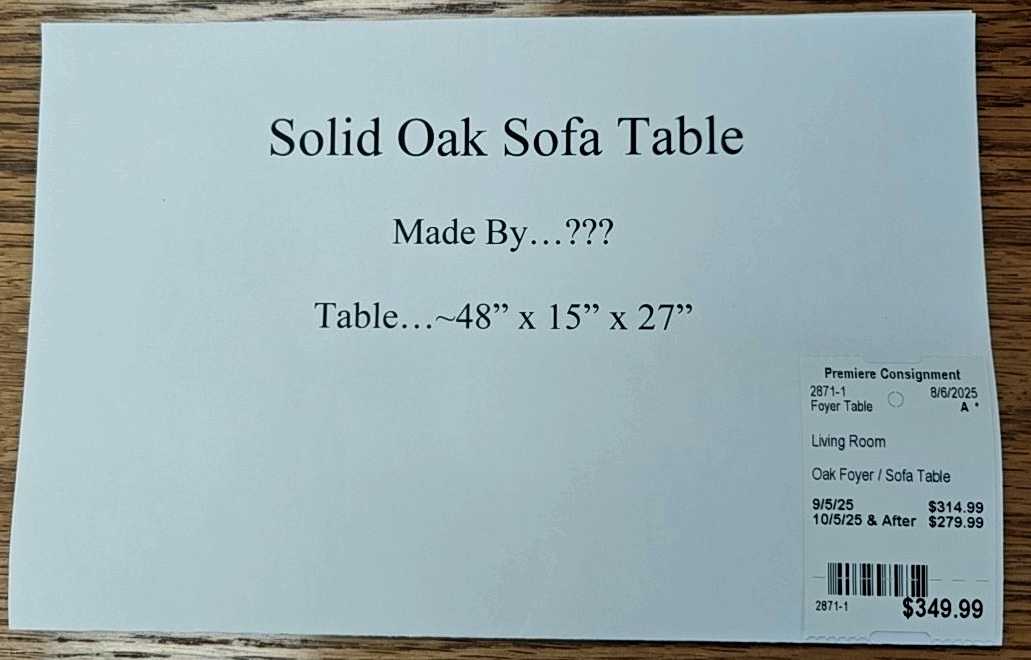 Solid Oak Sofa Table
Made By…???
Table…~48” x 15” x 27”
Premiere Consignment
2871-1 8/6/2025
Foyer Table A *
Living Room
Oak Foyer / Sofa Table
9/5/25 $314.99
10/5/25 & After $279.99
2871-1 $349.99